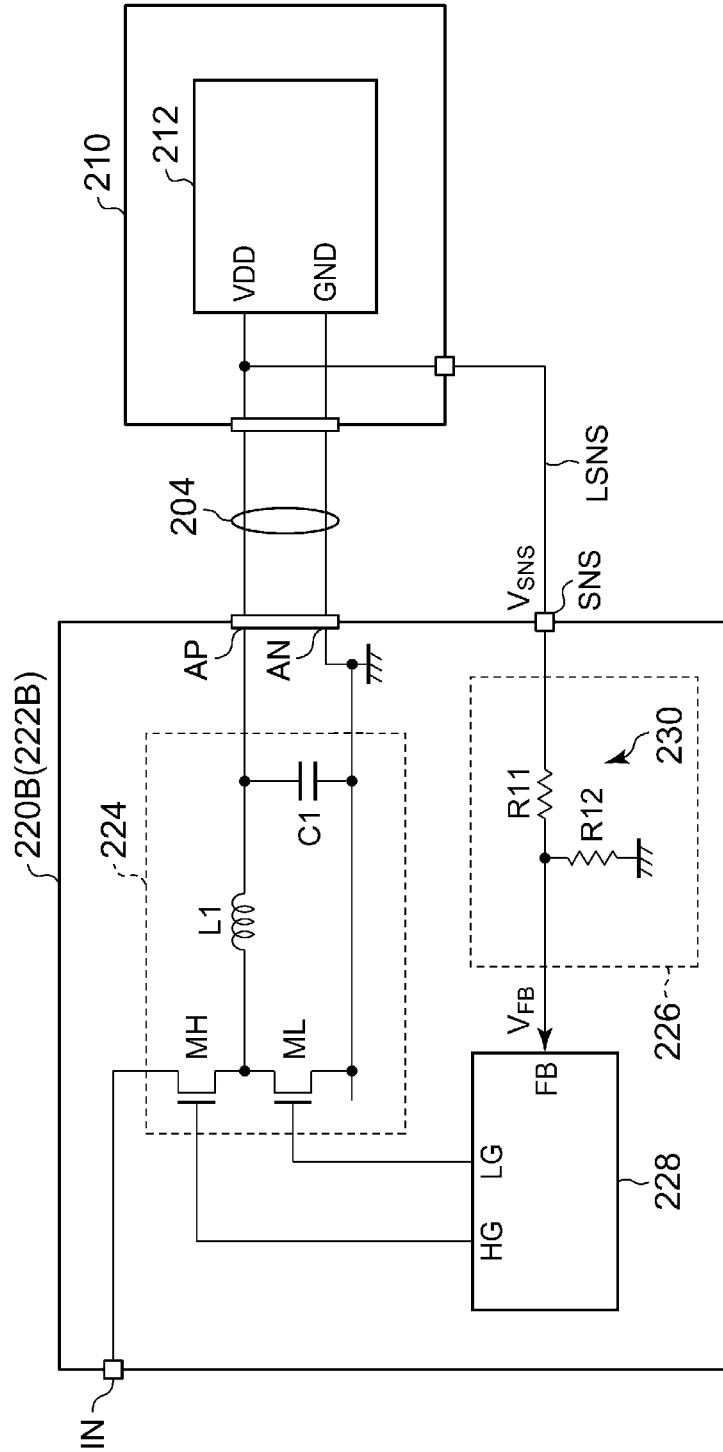 220B(222B)
IN
224
MH
ML
L1
C1
AP
AN
204
210
212
VDD
GND
HG
LG
FB
228
VFB
226
R11
R12
230
VSNS
SNS
LSNS